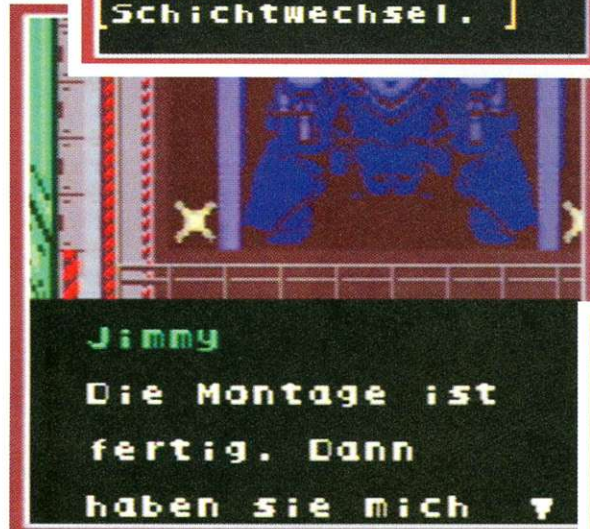 [Schichtwechsel. ]
Jimmy
Die Montage ist
fertig. Dann
haben sie mich ▼